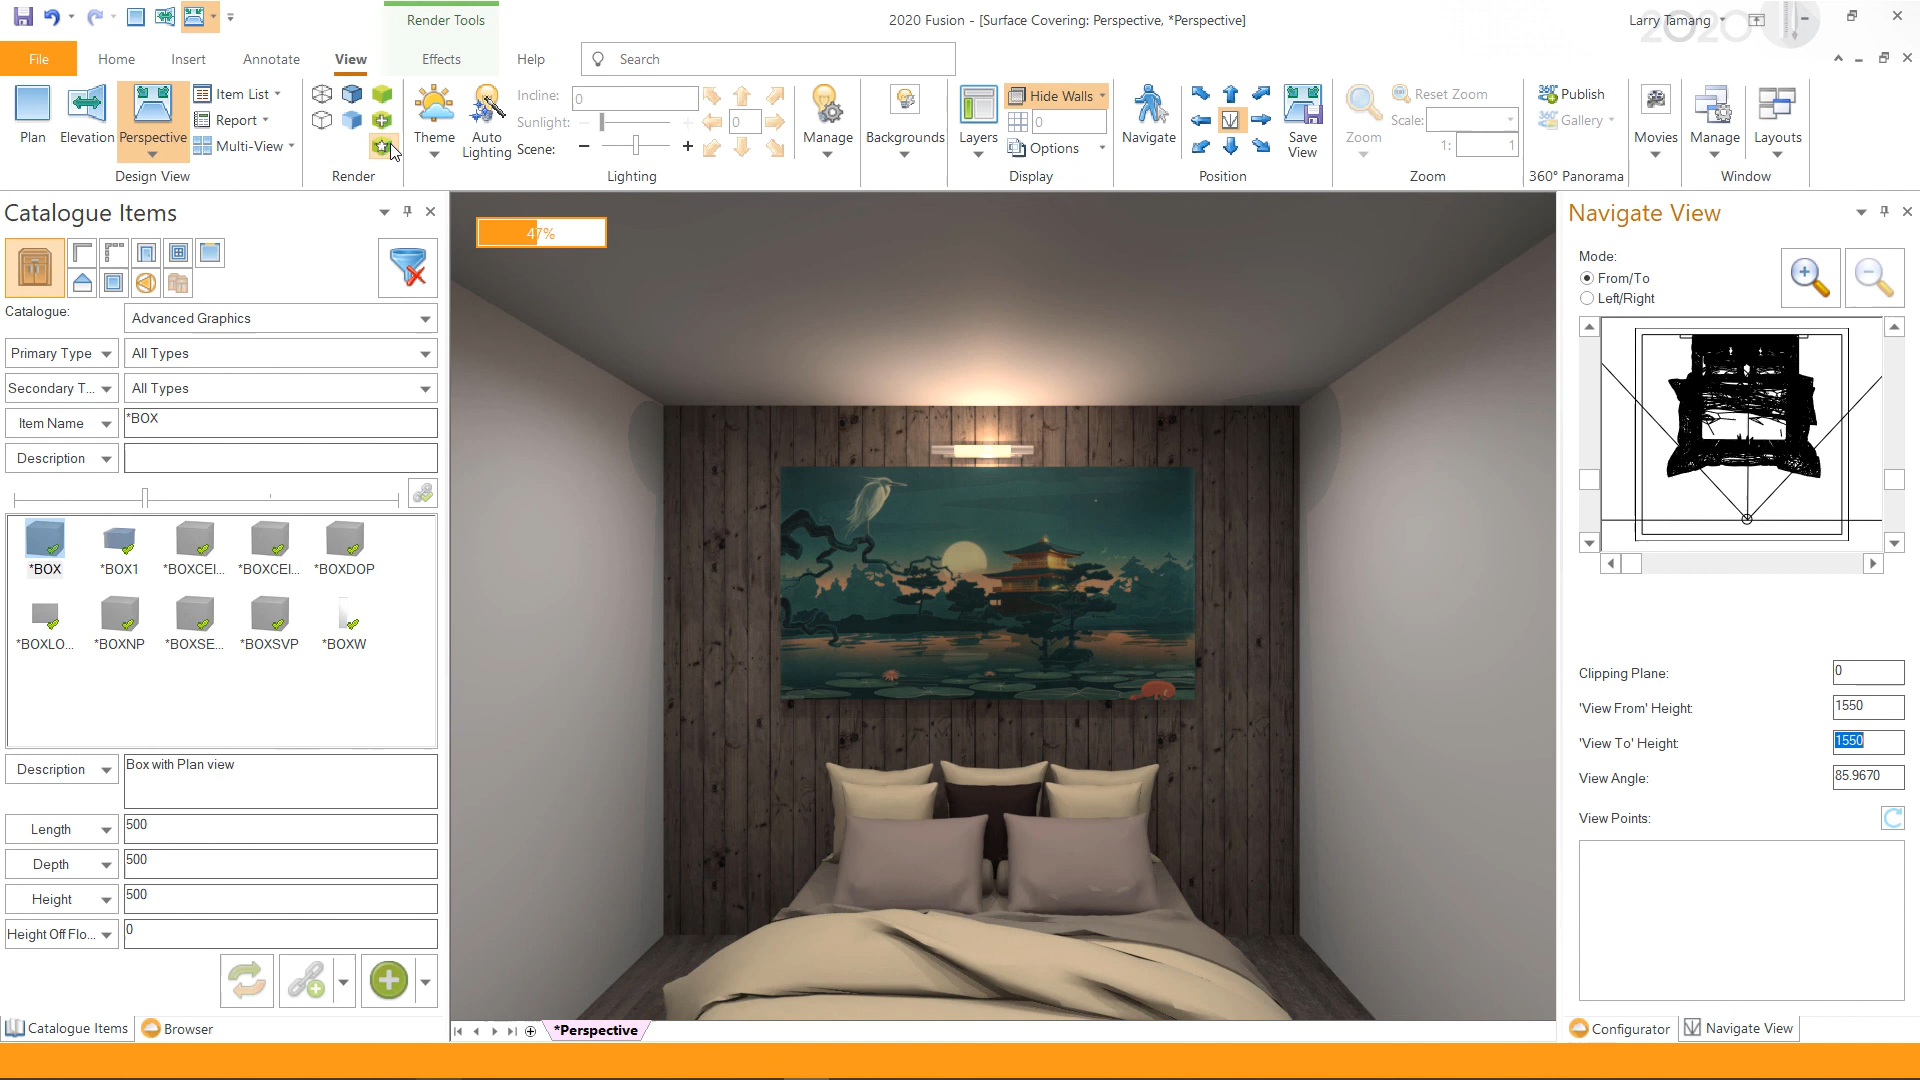 Render Tools
2020 Fusion - [Surface Covering: Perspective, *Perspective]
Larry Tamang
2020
File
Home
Insert
Annotate
View
Effects
Help
Search
Plan
Elevation
Perspective
Item List
Report
Multi-View
Design View
Render
Theme
Auto Lighting
Incline:
0
Sunlight:
0
Scene:
Lighting
Manage
Backgrounds
Layers
Hide Walls
0
Options
Display
Navigate
Save View
Position
Zoom
Reset Zoom
Scale:
1:
1
Zoom
360°
Publish
360°
Gallery
360° Panorama
Movies
Manage
Layouts
Window
Catalogue Items
Catalogue:
Advanced Graphics
Primary Type
All Types
Secondary T...
All Types
Item Name
*BOX
Description
*BOX
*BOX1
*BOXCEI...
*BOXCEI...
*BOXDOP
*BOXLO...
*BOXNP
*BOXSE...
*BOXSVP
*BOXW
Description
Box with Plan view
Length
500
Depth
500
Height
500
Height Off Flo...
0
Catalogue Items
Browser
47%
*Perspective
Navigate View
Mode:
From/To
Left/Right
Clipping Plane:
0
'View From' Height:
1550
'View To' Height:
1550
View Angle:
85.9670
View Points:
Configurator
Navigate View